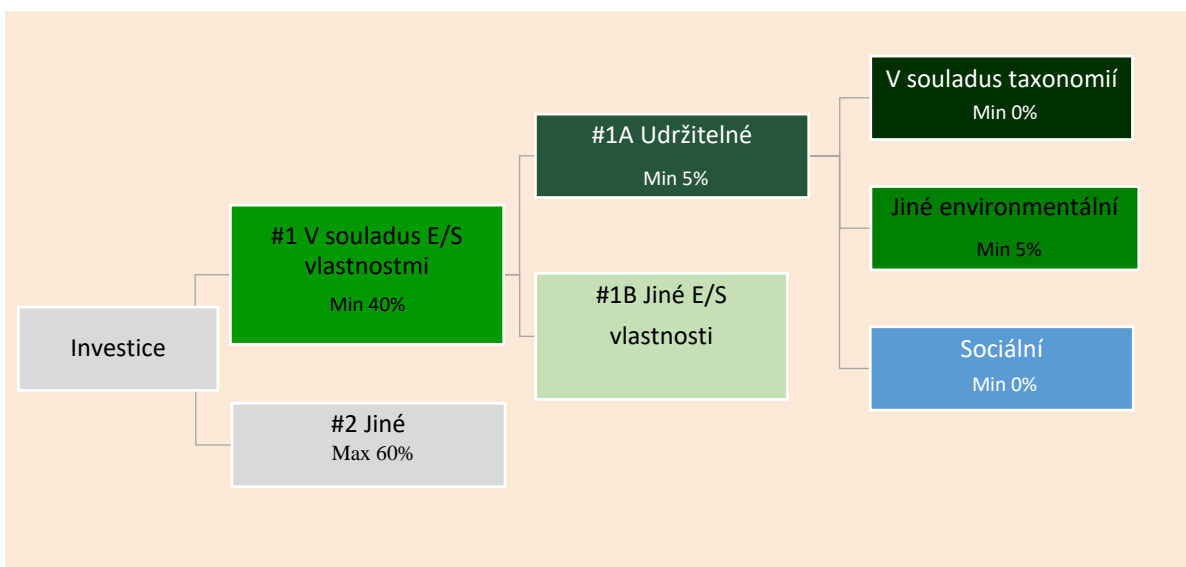 Investice
#1 V souladus E/S
vlastnostmi
Min 40%
#2 Jiné
Max 60%
#1A Udržitelné
Min 5%
#1B Jiné E/S
vlastnosti
V souladus taxonomií
Min 0%
Jiné environmentální
Min 5%
Sociální
Min 0%